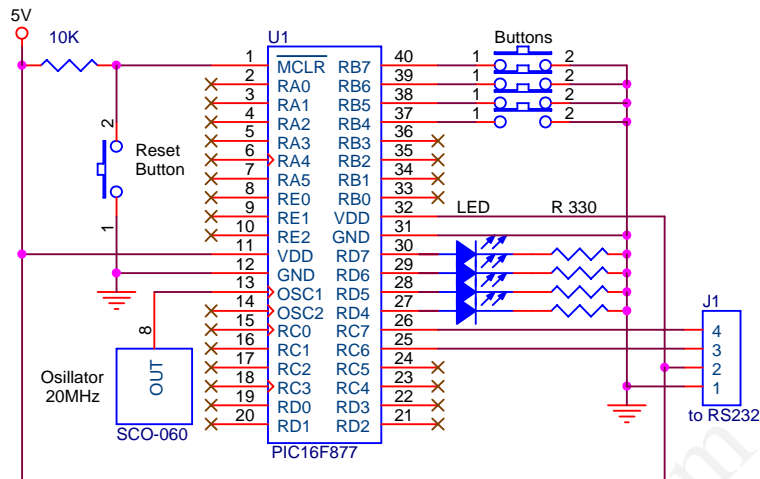 5V
10K
U1
Buttons
1 MCLR RB7 40 1 2
2 RA0 RB6 39 1 2
3 RA1 RB5 38 1 2
4 RA2 RB4 37 1 2
5 RA3 RB3 36
6 RA4 RB2 35
7 RA5 RB1 34
8 RE0 RB0 33
9 RE1 VDD 32
10 RE2 GND 31
11 VDD RD7 30
12 GND RD6 29
13 OSC1 RD5 28
14 OSC2 RD4 27
15 RC0 RC7 26
16 RC1 RC6 25
17 RC2 RC5 24
18 RC3 RC4 23
19 RD0 RD3 22
20 RD1 RD2 21
PIC16F877
2
Reset
Button
1
LED
R 330
8
OUT
Osillator
20MHz
SCO-060
J1
4
3
2
1
to RS232